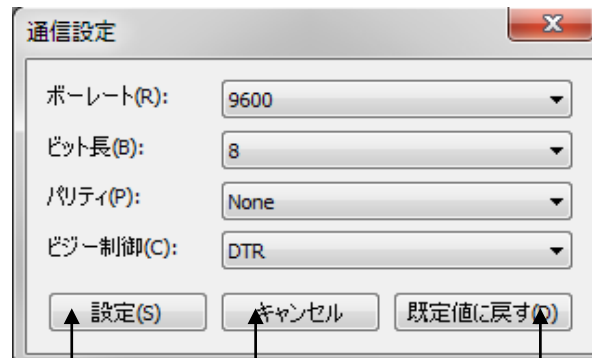 通信設定
ボーレート(R): 9600
ビット長(B): 8
パリティ(P): None
ビジー制御(C): DTR
設定(S) キャンセル 既定値に戻す(D)